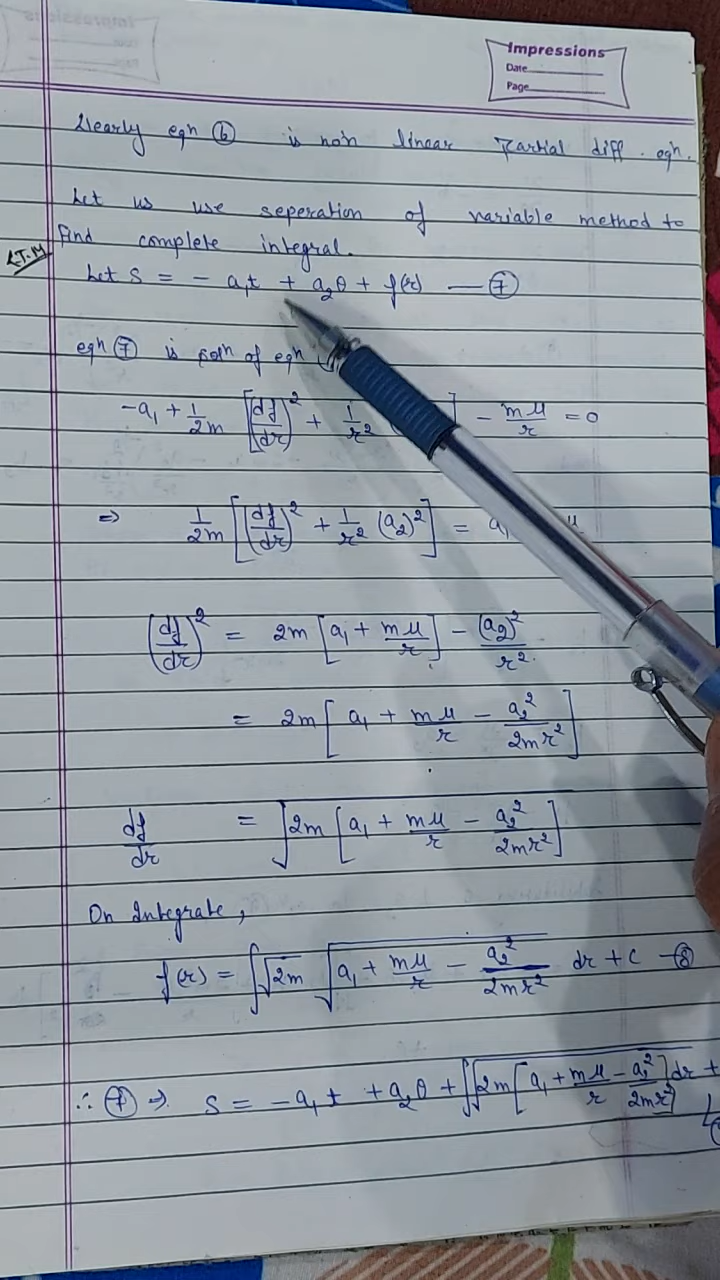 Impressions
Date
Page
Clearly eqn ⑥ is non linear Partial diff. eqn.
Let us use seperation of variable method to
find complete integral.
Let S = - a₁t + a₂θ + f(r) — ⑦
eqn ⑦ is soln of eqn
-a₁ + 1/2m [(df/dr)² + 1/r² ] - mμ/r = 0
⇒ 1/2m [(df/dr)² + 1/r² (a₂)²] = a₁ μ
(df/dr)² = 2m [a₁ + mμ/r] - (a₂)²/r².
= 2m [a₁ + mμ/r - a₂²/2mr²]
df/dr = √(2m [a₁ + mμ/r - a₂²/2mr²])
On Integrate,
f(r) = ∫√2m √(a₁ + mμ/r - a₂²/2mr²) dr + c —⑧
∴ ⑦ ⇒ S = -a₁t + a₂θ + ∫√(2m[a₁ + mμ/r - a₂²/2mr²]) dr +